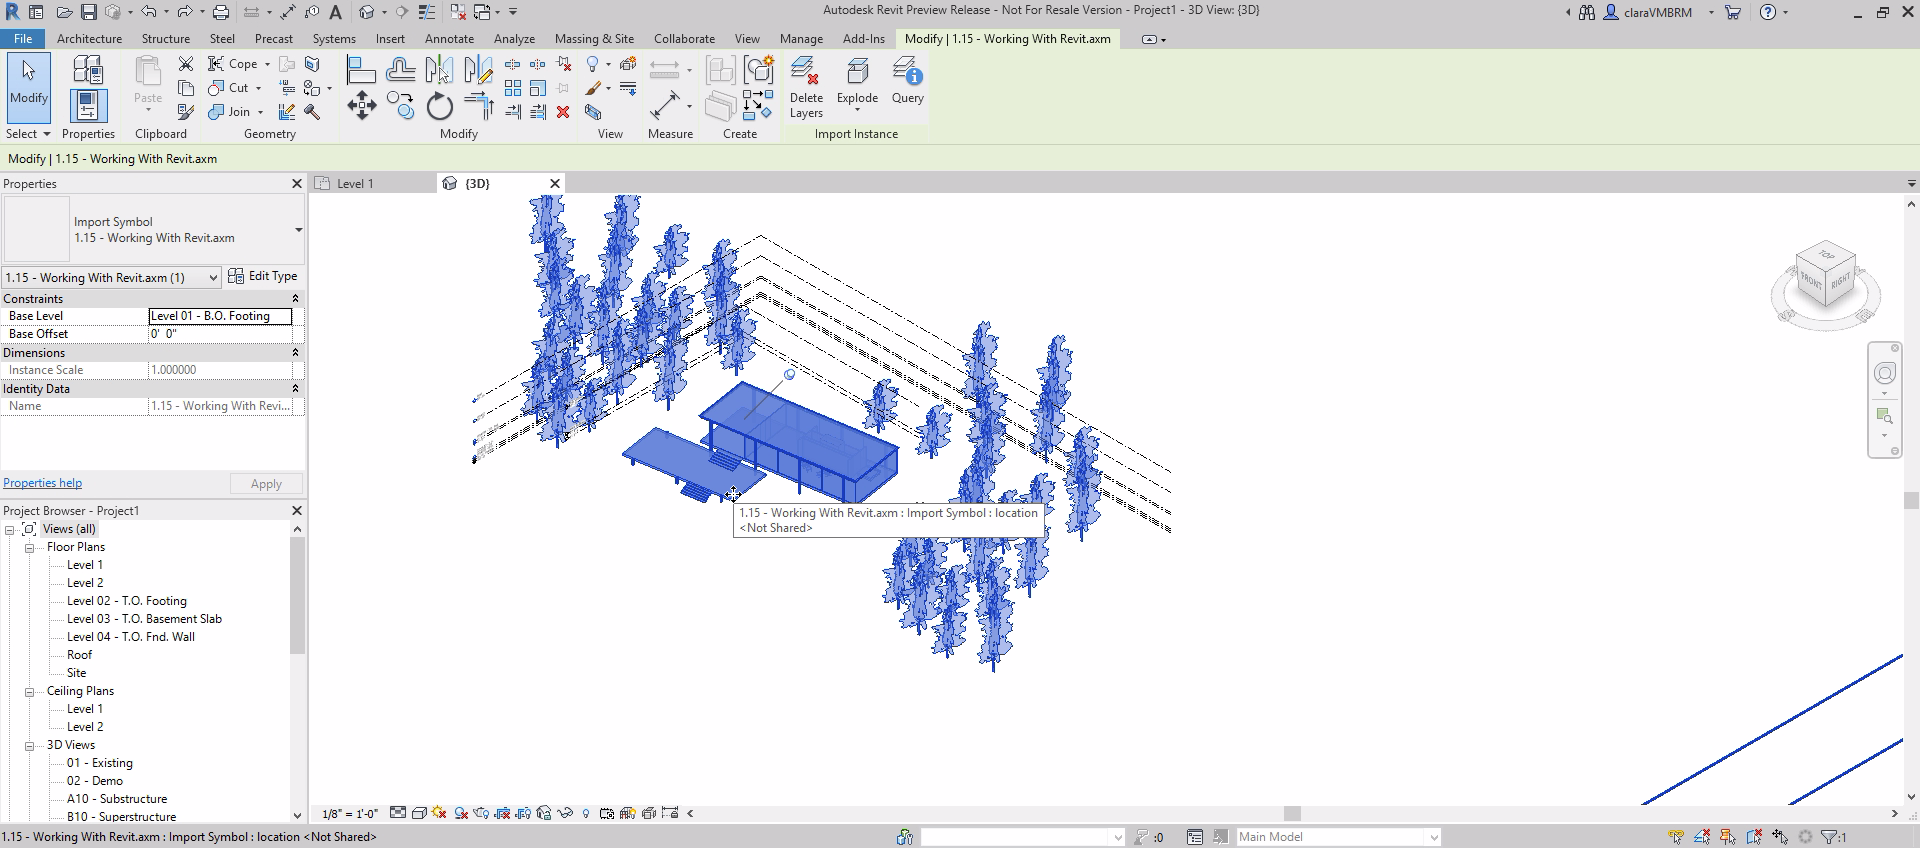 Autodesk Revit Preview Release - Not For Resale Version - Project1 - 3D View: {3D}
claraVMBRM
File
Architecture
Structure
Steel
Precast
Systems
Insert
Annotate
Analyze
Massing & Site
Collaborate
View
Manage
Add-Ins
Modify | 1.15 - Working With Revit.axm
Modify
Paste
Cope
Cut
Join
Delete
Layers
Explode
Query
Select
Properties
Clipboard
Geometry
Modify
View
Measure
Create
Import Instance
Modify | 1.15 - Working With Revit.axm
Properties
Import Symbol
1.15 - Working With Revit.axm
1.15 - Working With Revit.axm (1)
Edit Type
Constraints
Base Level
Level 01 - B.O. Footing
Base Offset
0' 0"
Dimensions
Instance Scale
1.000000
Identity Data
Name
1.15 - Working With Revi...
Properties help
Apply
Project Browser - Project1
Views (all)
Floor Plans
Level 1
Level 2
Level 02 - T.O. Footing
Level 03 - T.O. Basement Slab
Level 04 - T.O. Fnd. Wall
Roof
Site
Ceiling Plans
Level 1
Level 2
3D Views
01 - Existing
02 - Demo
A10 - Substructure
B10 - Superstructure
Level 1
{3D}
TOP
FRONT
RIGHT
1.15 - Working With Revit.axm : Import Symbol : location
<Not Shared>
1/8" = 1'-0"
1.15 - Working With Revit.axm : Import Symbol : location <Not Shared>
:0
Main Model
:1